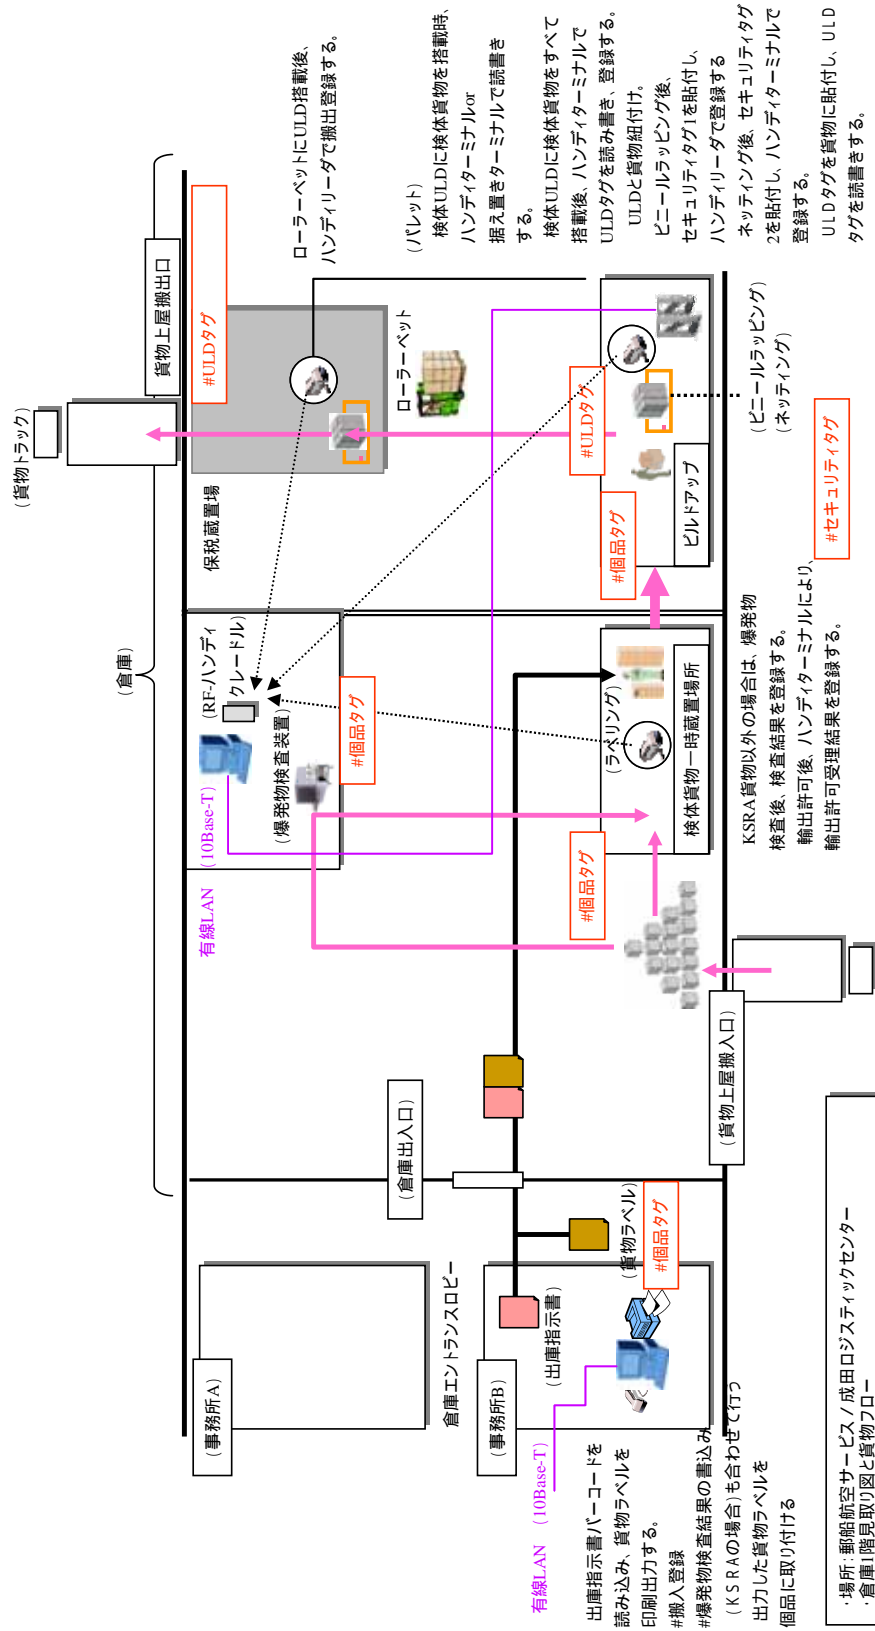 (貨物トラック)
貨物上屋搬出口
(倉庫)
#ULDタグ
ローラーベットにULD搭載後、
ハンディリーダで搬出登録する。
保税蔵置場
ローラーベット
(RF-ハンディ
クレードル)
(爆発物検査装置)
#個品タグ
有線LAN (10Base-T)
(パレット)
検体ULDに検体貨物を搭載時、
ハンディターミナルor
据え置きターミナルで読書き
する。
検体ULDに検体貨物をすべて
搭載後、ハンディターミナルで
ULDタグを読み書き、登録する。
ULDと貨物紐付け。
ビニールラッピング後、
セキュリティタグ1を貼付し、
ハンディリーダで登録する
ネッティング後、セキュリティタグ
2を貼付し、ハンディターミナルで
登録する。
ULDタグを貨物に貼付し、ULD
タグを読書きする。
#ULDタグ
#個品タグ
ビルドアップ
(ビニールラッピング)
(ネッティング)
#セキュリティタグ
(ラベリング)
検体貨物一時蔵置場所
#個品タグ
KSRA貨物以外の場合は、爆発物
検査後、検査結果を登録する。
輸出許可後、ハンディターミナルにより、
輸出許可受理結果を登録する。
(貨物上屋搬入口)
(倉庫出入口)
(事務所A)
倉庫エントランスロビー
(事務所B)
(出庫指示書)
(貨物ラベル)
#個品タグ
有線LAN (10Base-T)
出庫指示書バーコードを
読み込み、貨物ラベルを
印刷出力する。
#搬入登録
#爆発物検査結果の書込み
(KSRAの場合)も合わせて行う
出力した貨物ラベルを
個品に取り付ける
・場所:郵船航空サービス/成田ロジスティックセンター
・倉庫1階見取り図と貨物フロー